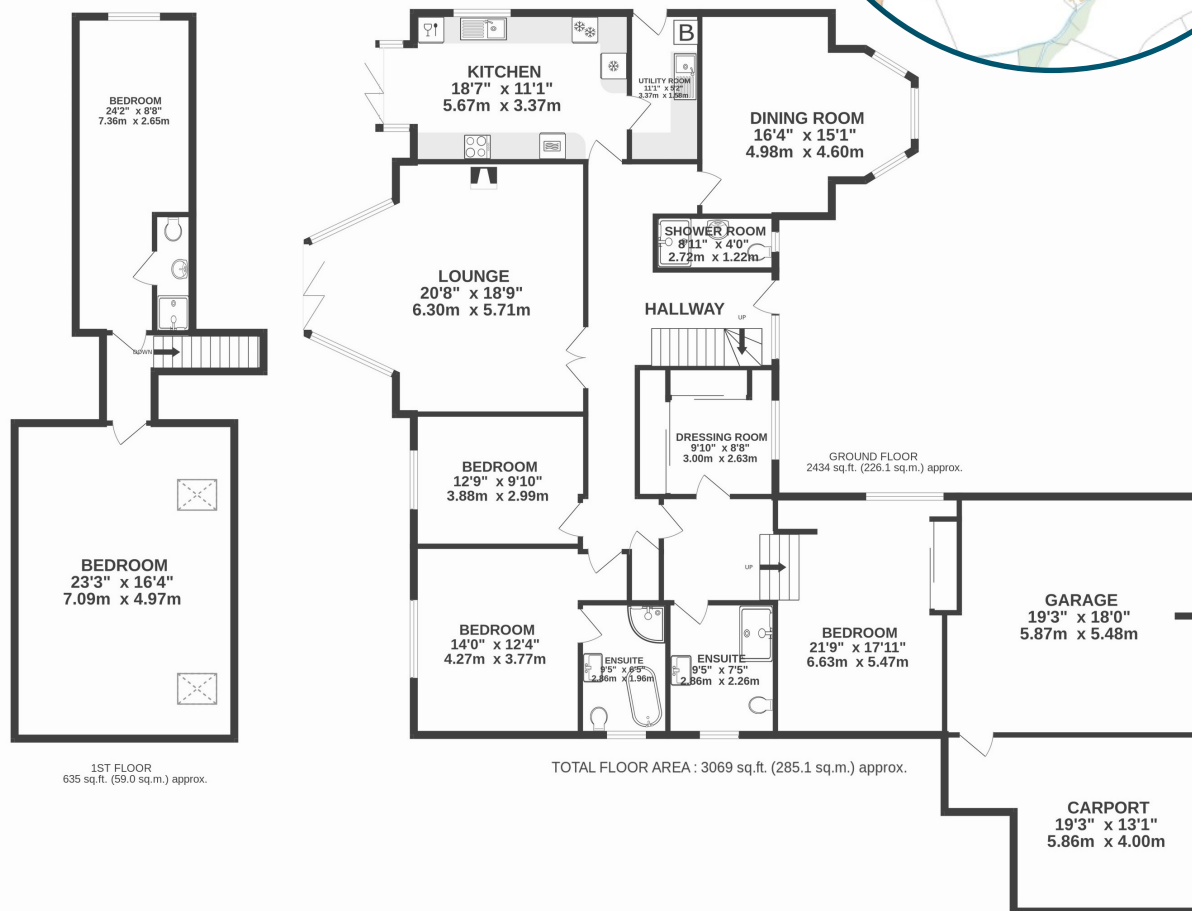 BEDROOM
24'2" x 8'8"
7.36m x 2.65m
DOWN
BEDROOM
23'3" x 16'4"
7.09m x 4.97m
1ST FLOOR
635 sq.ft. (59.0 sq.m.) approx.
KITCHEN
18'7" x 11'1"
5.67m x 3.37m
B
UTILITY ROOM
11'1" x 5'2"
3.37m x 1.58m
DINING ROOM
16'4" x 15'1"
4.98m x 4.60m
SHOWER ROOM
8'11" x 4'0"
2.72m x 1.22m
LOUNGE
20'8" x 18'9"
6.30m x 5.71m
HALLWAY
UP
DRESSING ROOM
9'10" x 8'8"
3.00m x 2.63m
GROUND FLOOR
2434 sq.ft. (226.1 sq.m.) approx.
BEDROOM
12'9" x 9'10"
3.88m x 2.99m
UP
BEDROOM
14'0" x 12'4"
4.27m x 3.77m
ENSUITE
9'5" x 6'5"
2.86m x 1.96m
ENSUITE
9'5" x 7'5"
2.86m x 2.26m
BEDROOM
21'9" x 17'11"
6.63m x 5.47m
GARAGE
19'3" x 18'0"
5.87m x 5.48m
CARPORT
19'3" x 13'1"
5.86m x 4.00m
TOTAL FLOOR AREA : 3069 sq.ft. (285.1 sq.m.) approx.